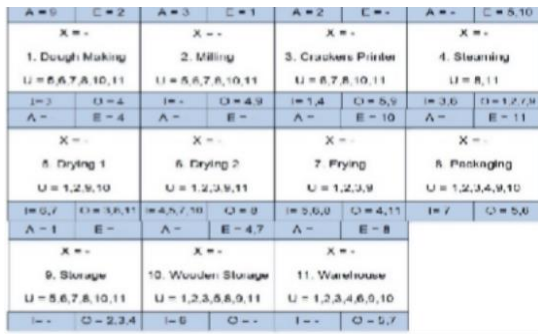 A = 9 E = 2 A = 3 E = 1 A = 2 E = - A = - E = 5,10
X = - X = - X = - X = -
1. Dough Making 2. Milling 3. Crackers Printer 4. Steaming
U = 5,6,7,8,10,11 U = 5,6,7,8,10,11 U = 6,7,8,10,11 U = 8,11
I= 3 O = 4 I= - O = 4,9 I= 1,4 O = 5,9 I= 3,6 O = 1,2,7,9
A = E = 4 A = E = A = E = 10 A = E = 11
X = - X = - X = - X = -
5. Drying 1 6. Drying 2 7. Frying 8. Packaging
U = 1,2,9,10 U = 1,2,3,9,11 U = 1,2,3,9 U = 1,2,3,4,9,10
I= 6,7 O = 3,8,11 I= 4,5,7,10 O = 8 I= 5,6,8 O = 4,11 I= 7 O = 5,6
A = 1 E = A = E = 4,7 A = E = 8
X = - X = - X = -
9. Storage 10. Wooden Storage 11. Warehouse
U = 5,6,7,8,10,11 U = 1,2,3,5,8,9,11 U = 1,2,3,4,6,9,10
I= - O = 2,3,4 I= 6 O = - I= - O = 5,7